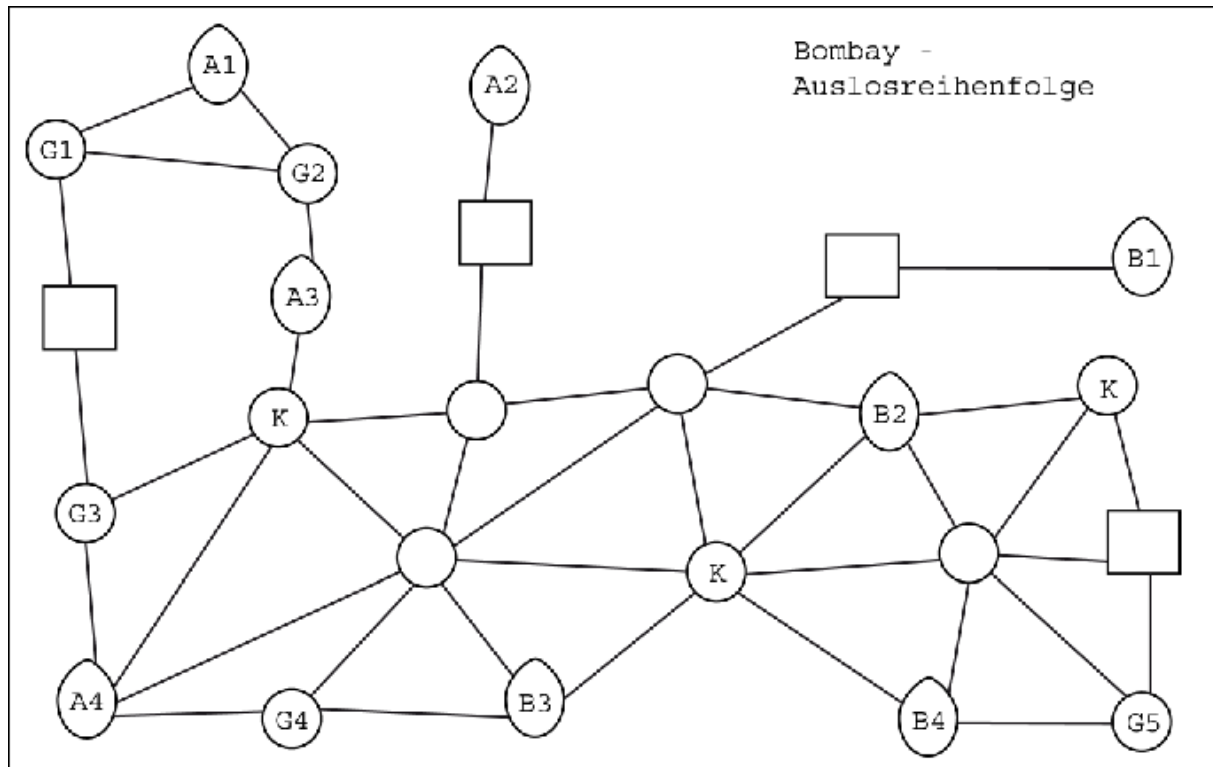 Bombay -
Auslosreihenfolge
A1
A2
G1
G2
B1
A3
K
B2
K
G3
K
A4
G4
B3
B4
G5